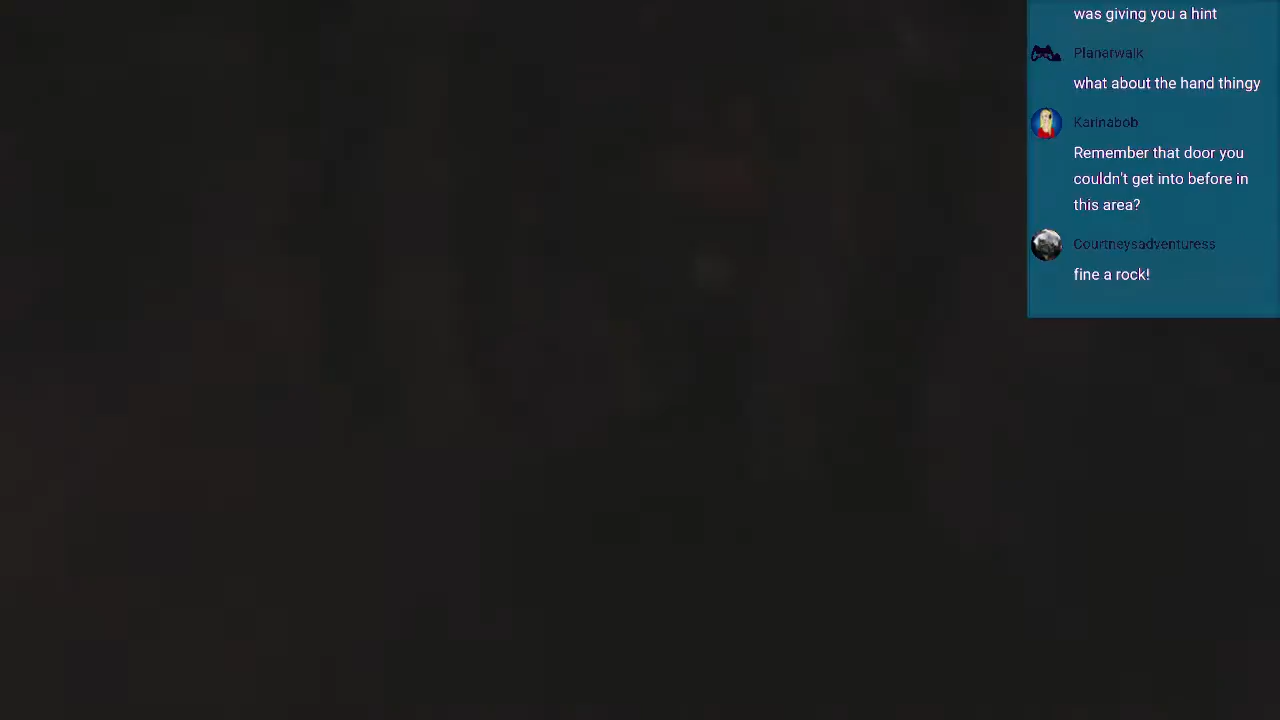 was giving you a hint
Planarwalk
what about the hand thingy
Karinabob
Remember that door you
couldn't get into before in
this area?
Courtneysadventuress
fine a rock!